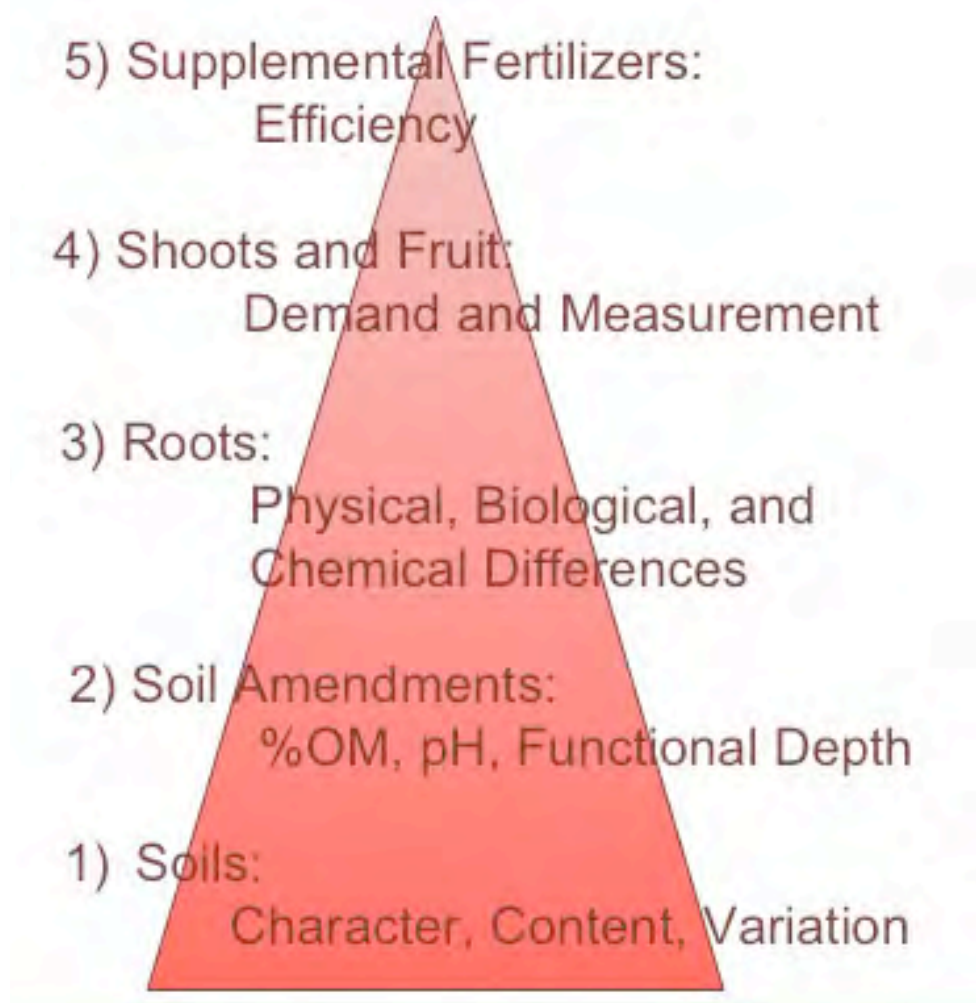 5) Supplemental Fertilizers:
Efficiency
4) Shoots and Fruit:
Demand and Measurement
3) Roots:
Physical, Biological, and
Chemical Differences
2) Soil Amendments:
%OM, pH, Functional Depth
1) Soils:
Character, Content, Variation